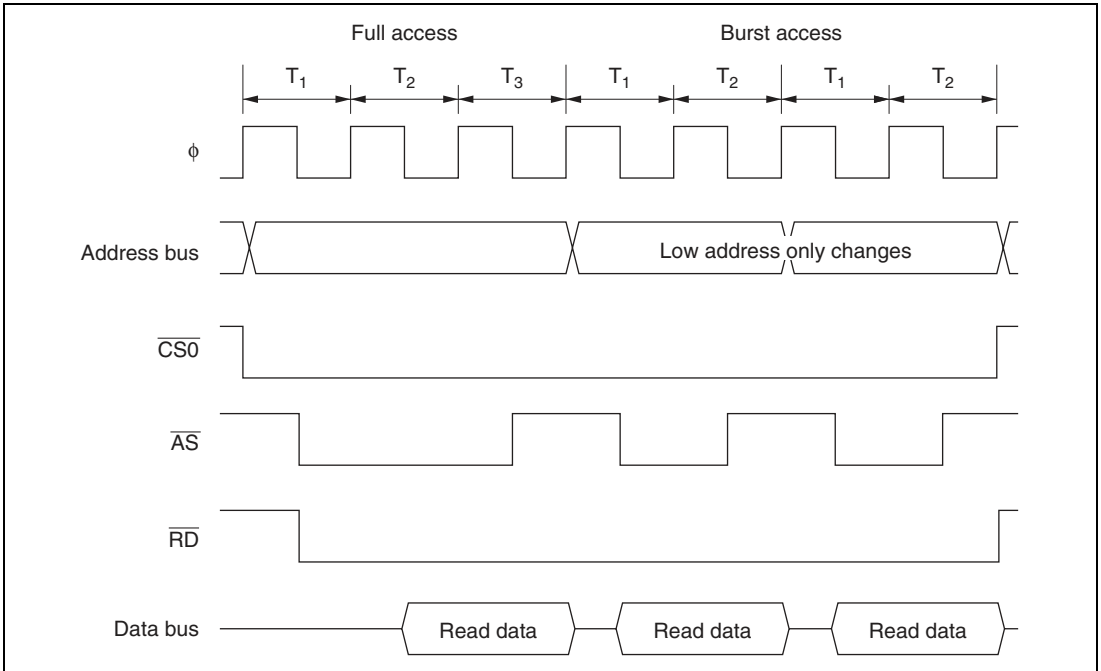 Full access Burst access
T1 T2 T3 T1 T2 T1 T2
ϕ
Address bus Low address only changes
CS0
AS
RD
Data bus Read data Read data Read data